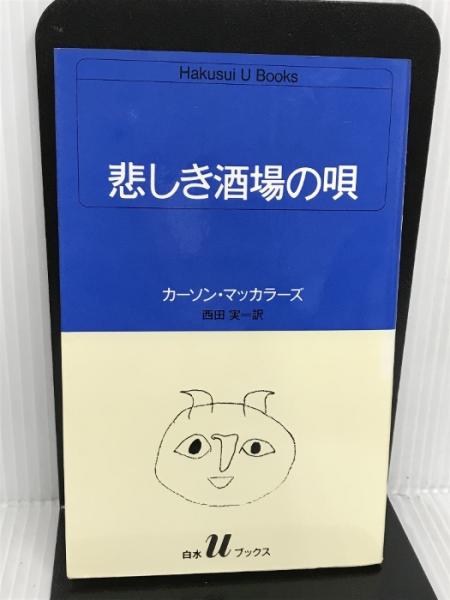 Hakusui U Books
悲しき酒場の唄
カーソン・マッカラーズ
西田 実=訳
白水 u ブックス